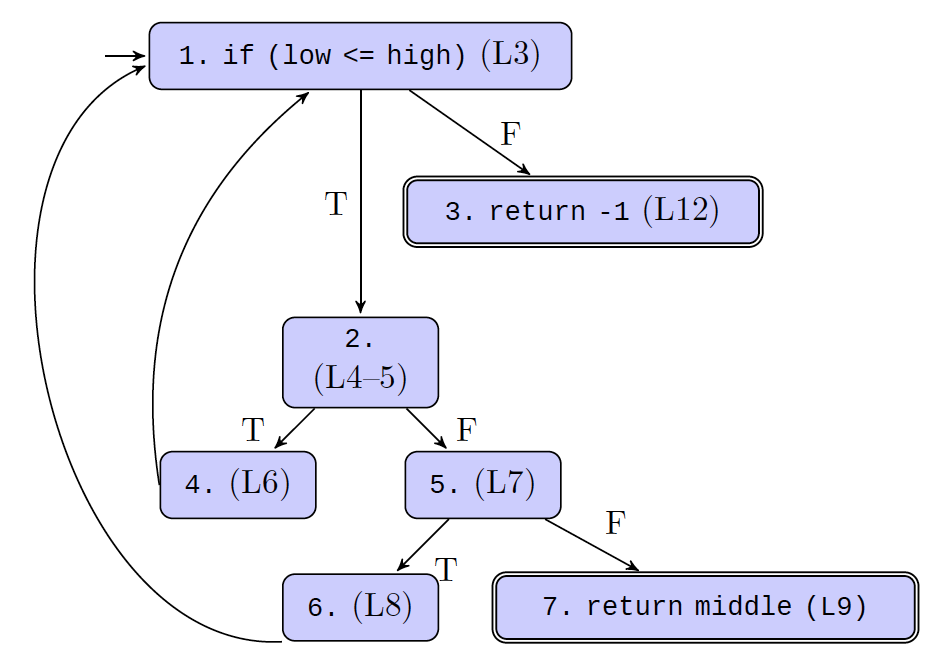 1. if (low <= high) (L3)
F
T
3. return -1 (L12)
2.
(L4–5)
T
F
4. (L6)
5. (L7)
F
T
6. (L8)
7. return middle (L9)